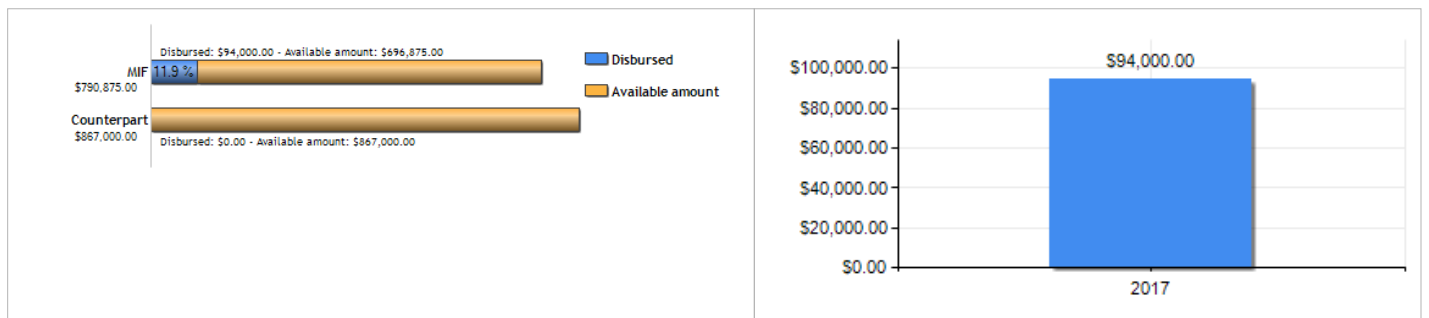 Disbursed: $94,000.00 - Available amount: $696,875.00
MIF 11.9 %
$790,875.00
Counterpart
$867,000.00
Disbursed: $0.00 - Available amount: $867,000.00
Disbursed
Available amount
$94,000.00
$100,000.00
$80,000.00
$60,000.00
$40,000.00
$20,000.00
$0.00
2017